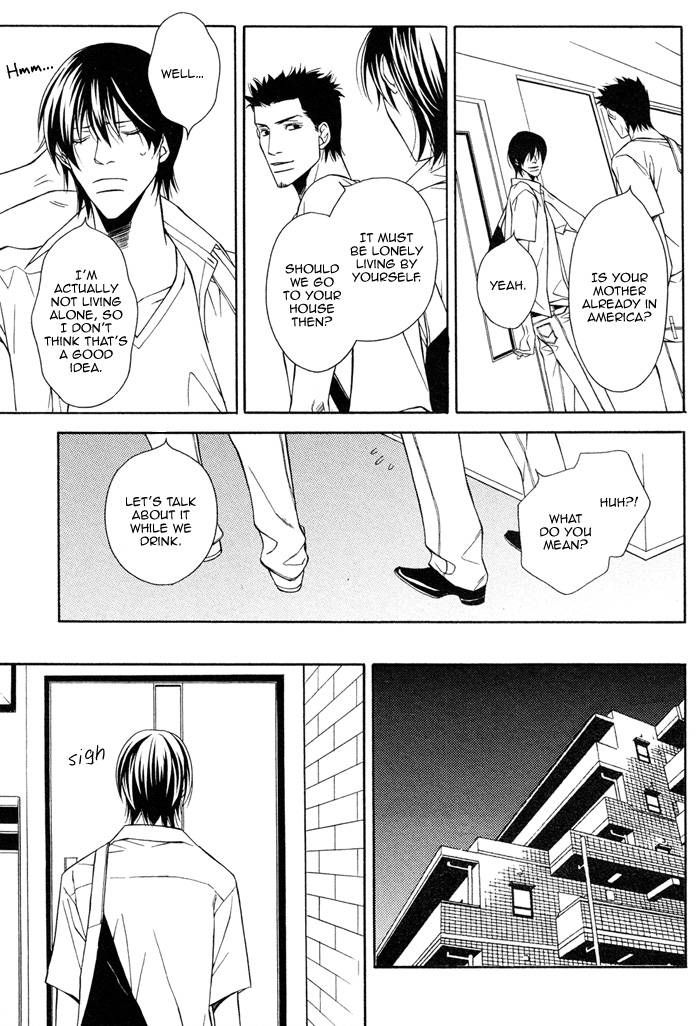 IS YOUR
MOTHER
ALREADY IN
AMERICA?
YEAH.
IT MUST
BE LONELY
LIVING BY
YOURSELF.
SHOULD
WE GO
TO YOUR
HOUSE
THEN?
WELL...
Hmm...
I'M
ACTUALLY
NOT LIVING
ALONE, SO
I DON'T
THINK THAT'S
A GOOD
IDEA.
HUH?!
WHAT
DO YOU
MEAN?
LET'S TALK
ABOUT IT
WHILE WE
DRINK.
sigh